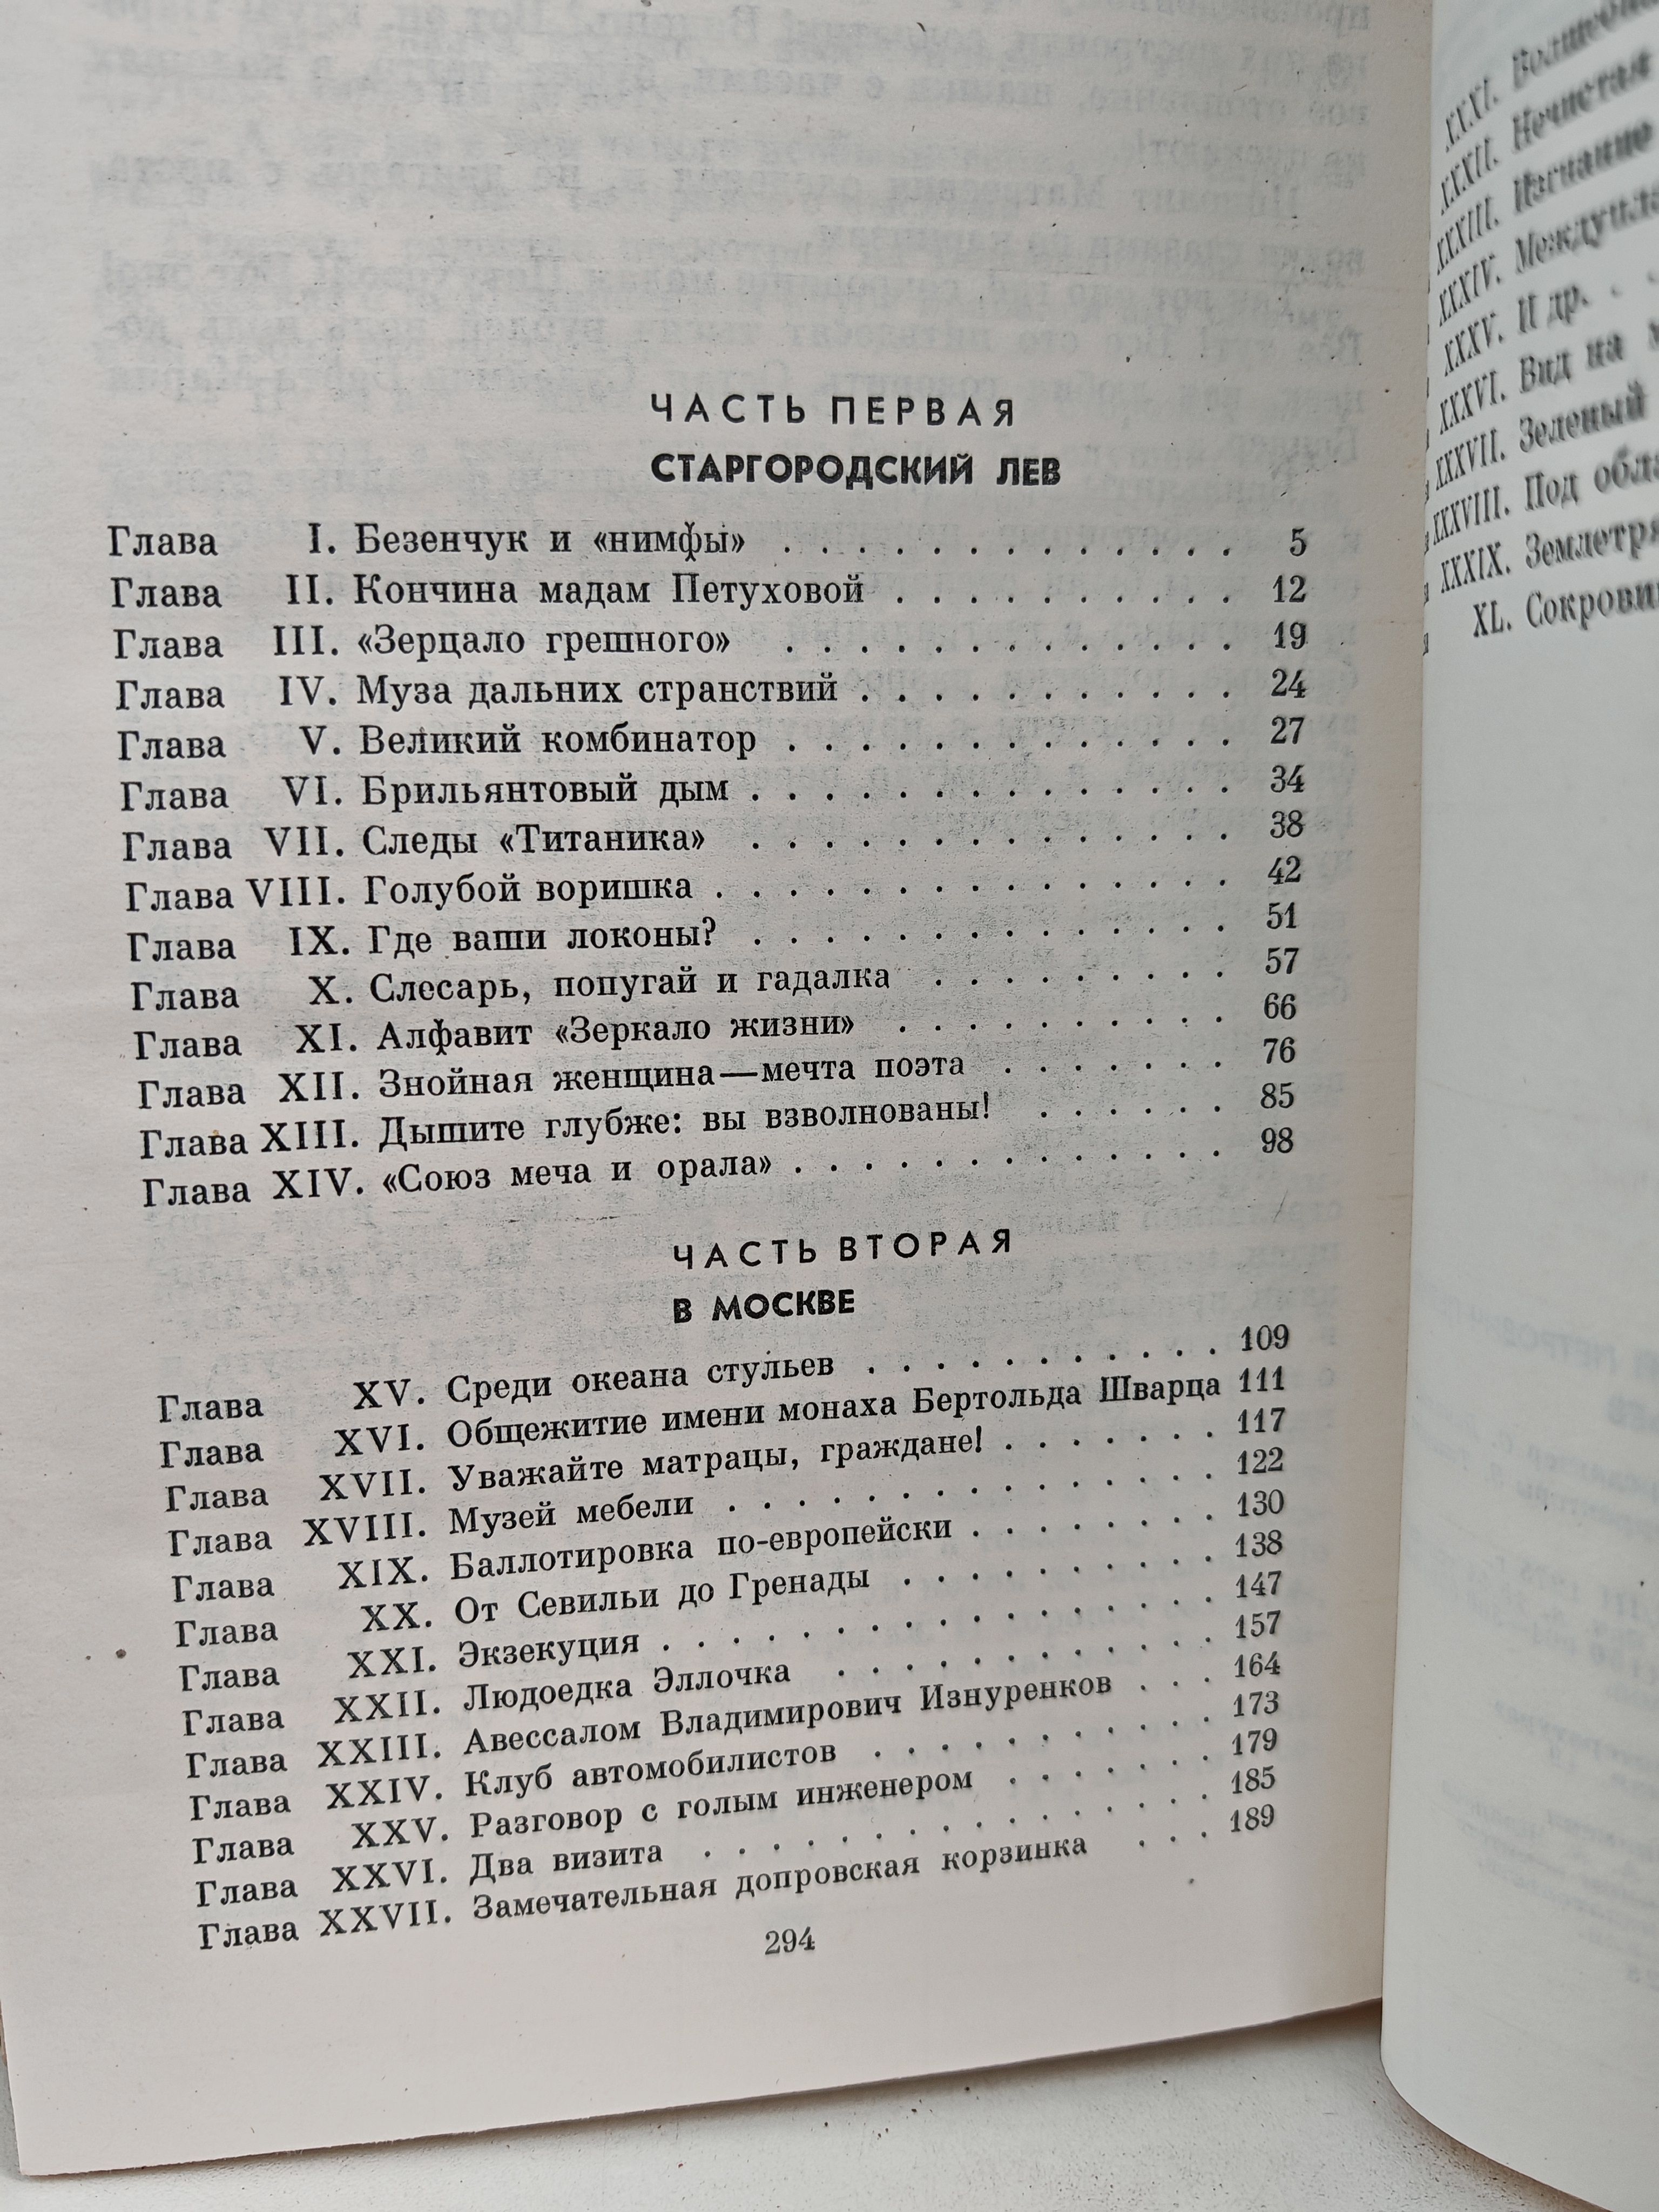 ЧАСТЬ ПЕРВАЯ
СТАРГОРОДСКИЙ ЛЕВ
Глава I. Безенчук и «нимфы» . . . . . . . . . . . . . 5
Глава II. Кончина мадам Петуховой . . . . . . . . . . 12
Глава III. «Зерцало грешного» . . . . . . . . . . . . . 19
Глава IV. Муза дальних странствий . . . . . . . . . . . 24
Глава V. Великий комбинатор . . . . . . . . . . . . . 27
Глава VI. Брильянтовый дым . . . . . . . . . . . . . . 34
Глава VII. Следы «Титаника» . . . . . . . . . . . . . . 38
Глава VIII. Голубой воришка . . . . . . . . . . . . . . . 42
Глава IX. Где ваши локоны? . . . . . . . . . . . . . . 51
Глава X. Слесарь, попугай и гадалка . . . . . . . . . 57
Глава XI. Алфавит «Зеркало жизни» . . . . . . . . . . 66
Глава XII. Знойная женщина—мечта поэта . . . . . . . 76
Глава XIII. Дышите глубже: вы взволнованы! . . . . . . 85
Глава XIV. «Союз меча и орала» . . . . . . . . . . . . . 98
ЧАСТЬ ВТОРАЯ
В МОСКВЕ
Глава XV. Среди океана стульев . . . . . . . . . . . 109
Глава XVI. Общежитие имени монаха Бертольда Шварца 111
Глава XVII. Уважайте матрацы, граждане! . . . . . . . 117
Глава XVIII. Музей мебели . . . . . . . . . . . . . . . 122
Глава XIX. Баллотировка по-европейски . . . . . . . . 130
Глава XX. От Севильи до Гренады . . . . . . . . . . 138
Глава XXI. Экзекуция . . . . . . . . . . . . . . . . 147
Глава XXII. Людоедка Эллочка . . . . . . . . . . . 157
Глава XXIII. Авессалом Владимирович Изнуренков . . . 164
Глава XXIV. Клуб автомобилистов . . . . . . . . . . 173
Глава XXV. Разговор с голым инженером . . . . . . 179
Глава XXVI. Два визита . . . . . . . . . . . . . . . 185
Глава XXVII. Замечательная допровская корзинка . . . 189
294
XXXI.
XXXII. Нечистая
XXXIII. Изгнание
XXXIV.
XXXV. И др. . .
XXXVI. Вид на
XXXVII. Зеленый
XXXVIII. Под
XXXIX.
XL.